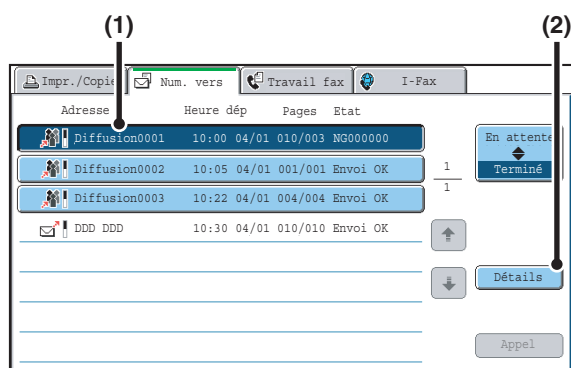 (1) (2)
Impr./Copie Num. vers Travail fax I-Fax
Adresse Heure dép Pages Etat
Diffusion0001 10:00 04/01 010/003 NG000000
En attente
Terminé
Diffusion0002 10:05 04/01 001/001 Envoi OK
1
1
Diffusion0003 10:22 04/01 004/004 Envoi OK
DDD DDD 10:30 04/01 010/010 Envoi OK
Détails
Appel